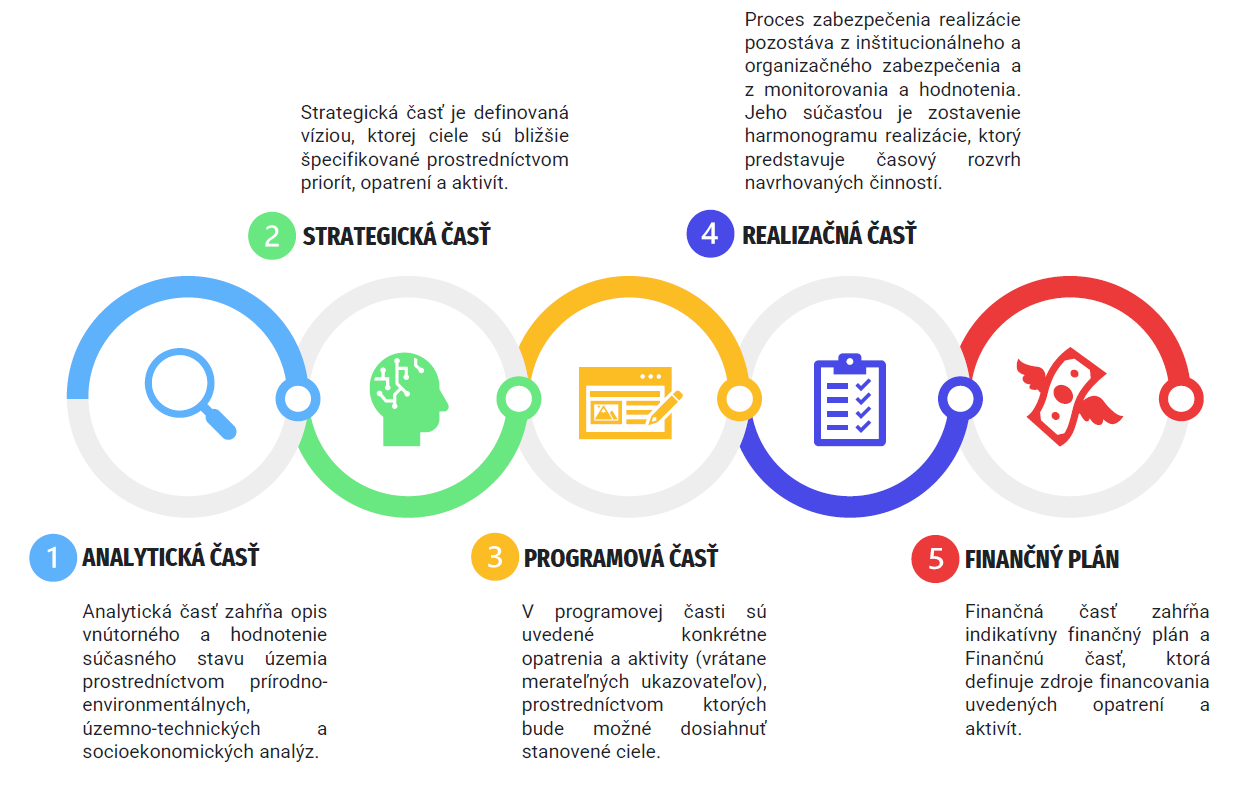 1
ANALYTICKÁ ČASŤ
Analytická časť zahŕňa opis
vnútorného a hodnotenie
súčasného stavu územia
prostredníctvom prírodno-
environmentálnych,
územno-technických a
socioekonomických analýz.
2
STRATEGICKÁ ČASŤ
Strategická časť je definovaná
víziou, ktorej ciele sú bližšie
špecifikované prostredníctvom
priorít, opatrení a aktivít.
3
PROGRAMOVÁ ČASŤ
V programovej časti sú
uvedené konkrétne
opatrenia a aktivity (vrátane
merateľných ukazovateľov),
prostredníctvom ktorých
bude možné dosiahnuť
stanovené ciele.
4
REALIZAČNÁ ČASŤ
Proces zabezpečenia realizácie
pozostáva z inštitucionálneho a
organizačného zabezpečenia a
z monitorovania a hodnotenia.
Jeho súčasťou je zostavenie
harmonogramu realizácie, ktorý
predstavuje časový rozvrh
navrhovaných činností.
5
FINANČNÝ PLÁN
Finančná časť zahŕňa
indikatívny finančný plán a
Finančnú časť, ktorá
definuje zdroje financovania
uvedených opatrení a
aktivít.